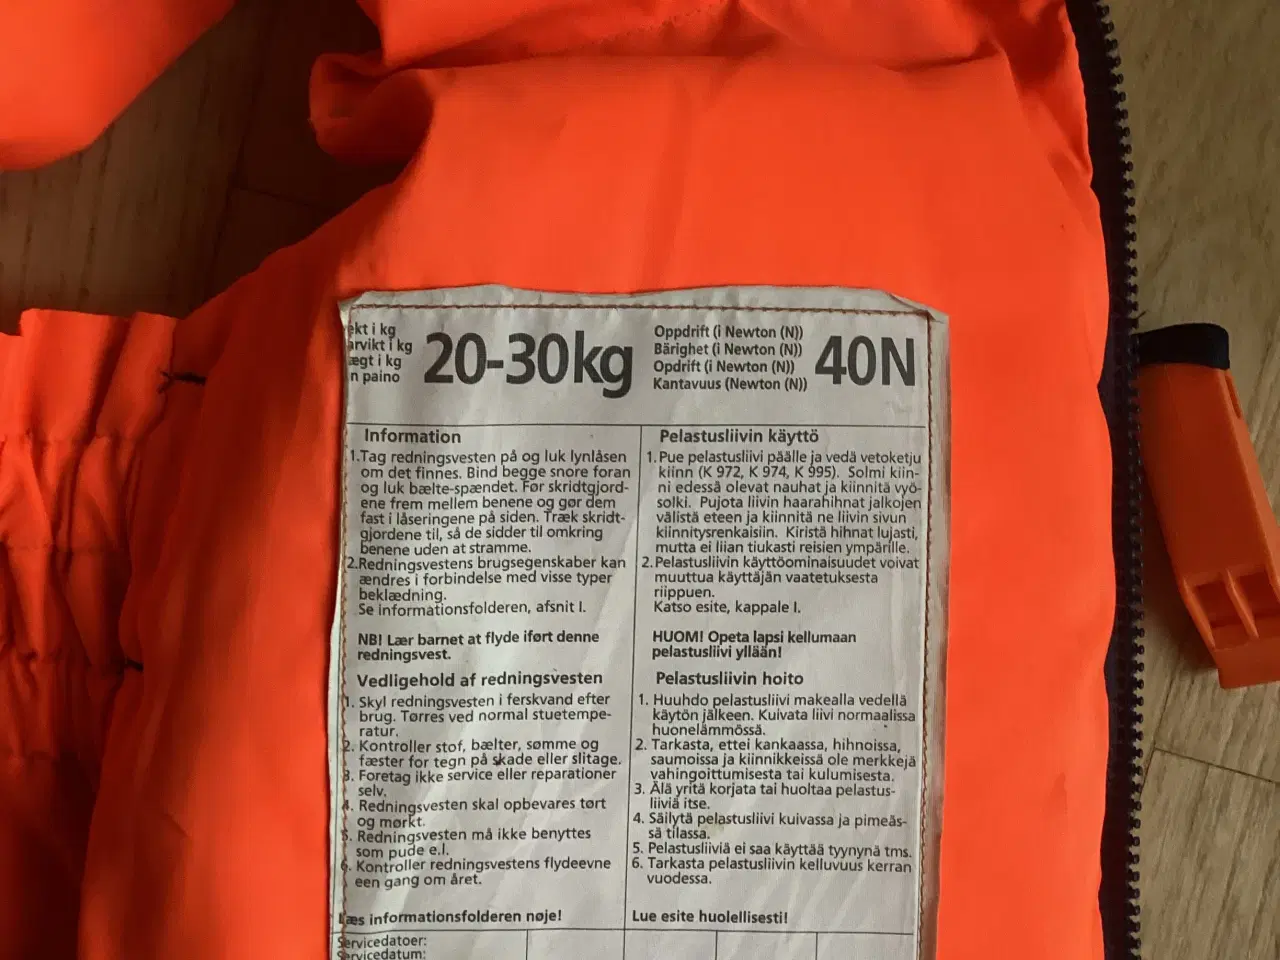 ekt i kg
arvikt i kg
ægt i kg
n paino
20-30kg
Oppdrift (i Newton (N))
Bärighet (i Newton (N))
Opdrift (i Newton (N))
Kantavuus (Newton (N))
40N
Information
1.Tag redningsvesten på og luk lynlåsen
om det finnes. Bind begge snore foran
og luk bælte-spændet. Før skridtgjord-
ene frem mellem benene og gør dem
fast i låseringene på siden. Træk skridt-
gjordene til, så de sidder til omkring
benene uden at stramme.
2.Redningsvestens brugsegenskaber kan
ændres i forbindelse med visse typer
beklædning.
Se informationsfolderen, afsnit I.
NB! Lær barnet at flyde iført denne
redningsvest.
Vedligehold af redningsvesten
1. Skyl redningsvesten i ferskvand efter
brug. Tørres ved normal stuetempe-
ratur.
2. Kontroller stof, bælter, sømme og
fæster for tegn på skade eller slitage.
3. Foretag ikke service eller reparationer
selv.
4. Redningsvesten skal opbevares tørt
og mørkt.
5. Redningsvesten må ikke benyttes
som pude e.l.
6. Kontroller redningsvestens flydeevne
een gang om året.
Læs informationsfolderen nøje!
Pelastusliivin käyttö
1. Pue pelastusliivi päälle ja vedä vetoketju
kiinn (K 972, K 974, K 995). Solmi kiin-
ni edessä olevat nauhat ja kiinnitä vyö-
solki. Pujota liivin haarahihnat jalkojen
välistä eteen ja kiinnitä ne liivin sivun
kiinnitysrenkaisiin. Kiristä hihnat lujasti,
mutta ei liian tiukasti reisien ympärille.
2. Pelastusliivin käyttöominaisuudet voivat
muuttua käyttäjän vaatetuksesta
riippuen.
Katso esite, kappale I.
HUOM! Opeta lapsi kellumaan
pelastusliivi yllään!
Pelastusliivin hoito
1. Huuhdo pelastusliivi makealla vedellä
käytön jälkeen. Kuivata liivi normaalissa
huonelämmössä.
2. Tarkasta, ettei kankaassa, hihnoissa,
saumoissa ja kiinnikkeissä ole merkkejä
vahingoittumisesta tai kulumisesta.
3. Älä yritä korjata tai huoltaa pelastus-
liiviä itse.
4. Säilytä pelastusliivi kuivassa ja pimeäs-
sä tilassa.
5. Pelastusliiviä ei saa käyttää tyynynä tms.
6. Tarkasta pelastusliivin kelluvuus kerran
vuodessa.
Lue esite huolellisesti!
Servicedatoer:
Servicedatum: